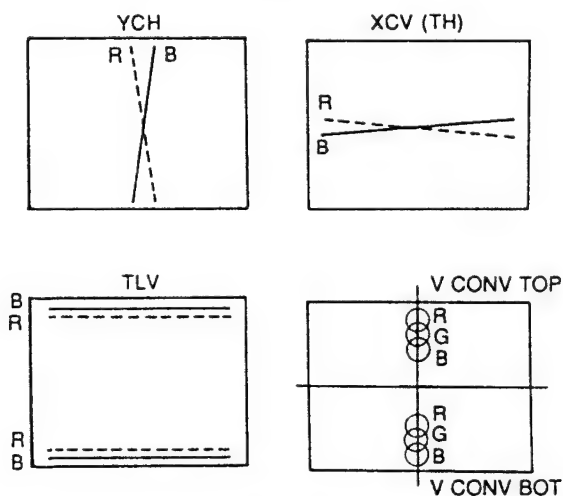 YCH
R B
XCV (TH)
R
B
TLV
B
R
R
B
V CONV TOP
R
G
B
R
G
B
V CONV BOT